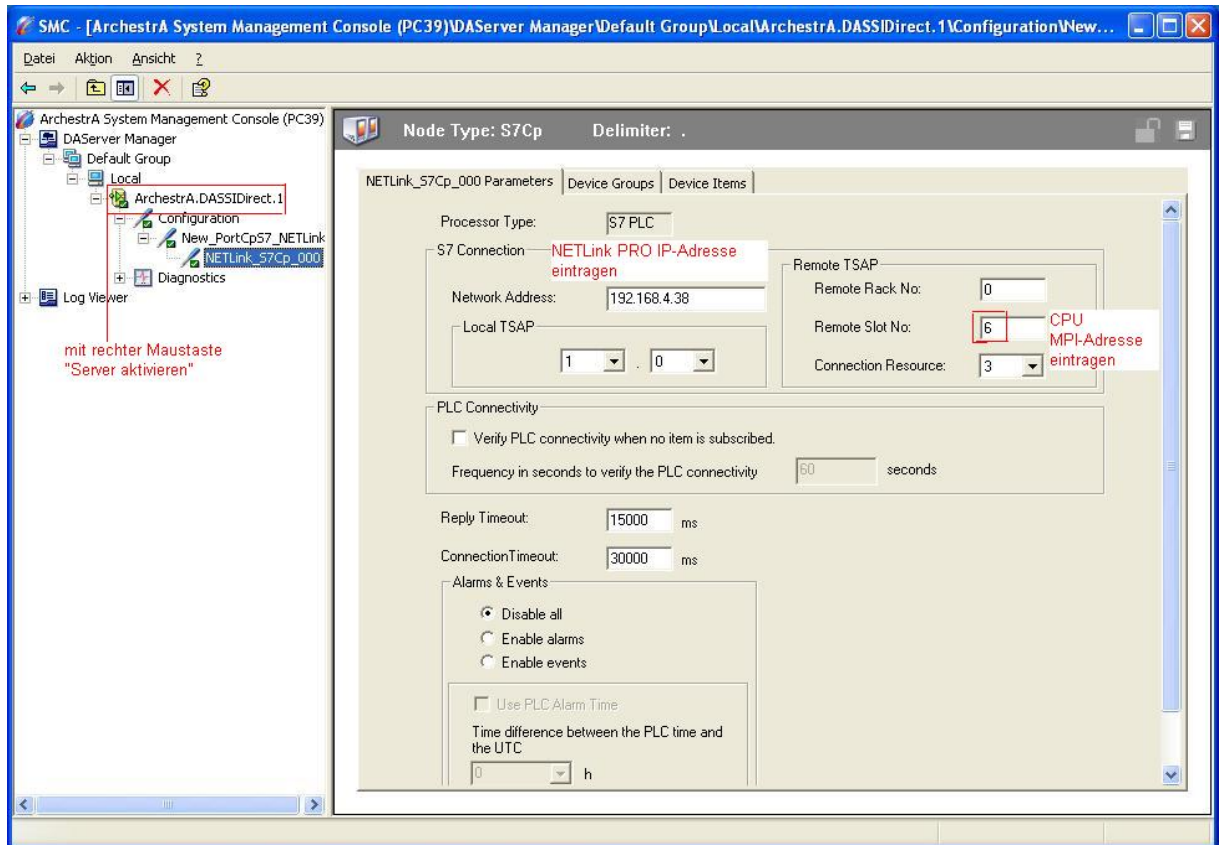 SMC - [ArchestrA System Management Console (PC39)\DAServer Manager\Default Group\Local\ArchestrA.DASSIDirect.1\Configuration\New...
Datei Aktion Ansicht ?
ArchestrA System Management Console (PC39)
DAServer Manager
Default Group
Local
ArchestrA.DASSIDirect.1
Configuration
New_PortCpS7_NETLink
NETLink_S7Cp_000
Diagnostics
Log Viewer
mit rechter Maustaste
"Server aktivieren"
Node Type: S7Cp Delimiter: .
NETLink_S7Cp_000 Parameters Device Groups Device Items
Processor Type: S7 PLC
S7 Connection
NETLink PRO IP-Adresse
eintragen
Network Address: 192.168.4.38
Local TSAP
1 . 0
Remote TSAP
Remote Rack No: 0
Remote Slot No: 6
CPU
MPI-Adresse
eintragen
Connection Resource: 3
PLC Connectivity
Verify PLC connectivity when no item is subscribed.
Frequency in seconds to verify the PLC connectivity 60 seconds
Reply Timeout: 15000 ms
ConnectionTimeout: 30000 ms
Alarms & Events
Disable all
Enable alarms
Enable events
Use PLC Alarm Time
Time difference between the PLC time and
the UTC
0 h